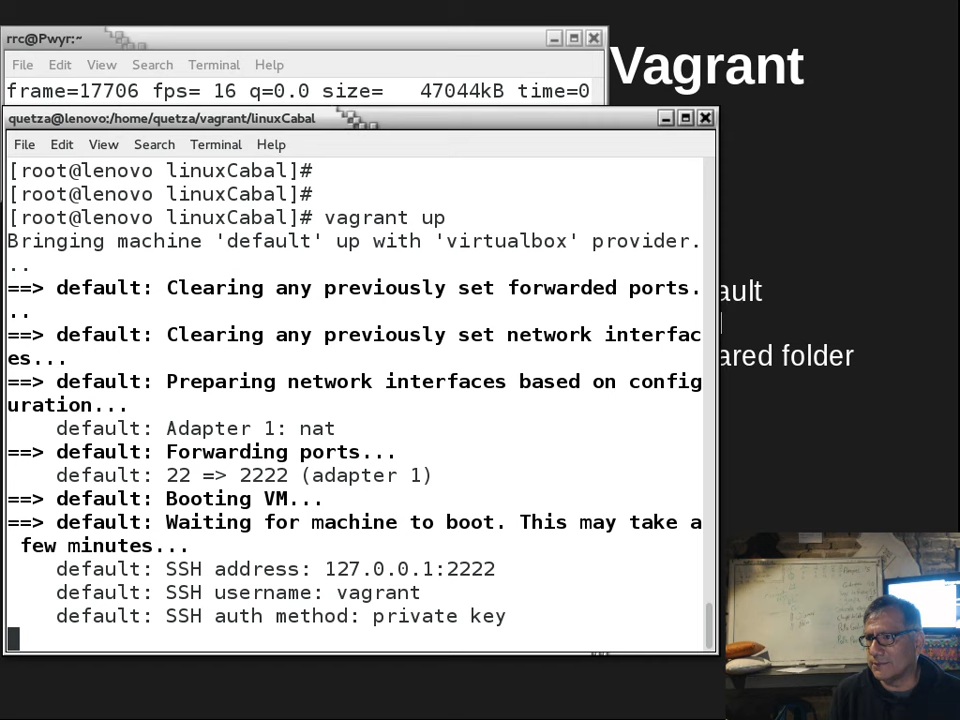 rrc@Pwyr:~
File Edit View Search Terminal Help
frame=17706 fps= 16 q=0.0 size=   47044kB time=0
Vagrant
quetza@lenovo:/home/quetza/vagrant/linuxCabal
File Edit View Search Terminal Help
[root@lenovo linuxCabal]#
[root@lenovo linuxCabal]#
[root@lenovo linuxCabal]# vagrant up
Bringing machine 'default' up with 'virtualbox' provider.
..
==> default: Clearing any previously set forwarded ports.
..
==> default: Clearing any previously set network interfac
es...
==> default: Preparing network interfaces based on config
uration...
    default: Adapter 1: nat
==> default: Forwarding ports...
    default: 22 => 2222 (adapter 1)
==> default: Booting VM...
==> default: Waiting for machine to boot. This may take a
 few minutes...
    default: SSH address: 127.0.0.1:2222
    default: SSH username: vagrant
    default: SSH auth method: private key
ault
ared folder